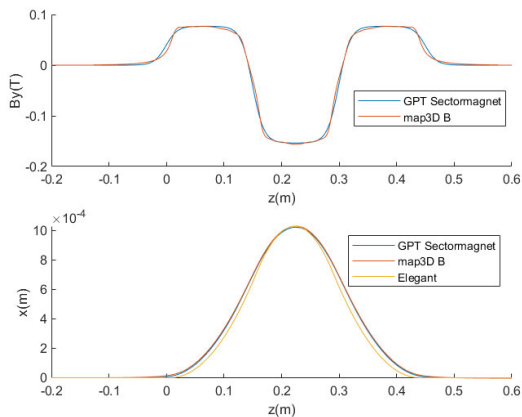 0.1
0
-0.1
-0.2
By(T)
GPT Sectormagnet
map3D B
-0.2 -0.1 0 0.1 0.2 0.3 0.4 0.5 0.6
z(m)
×10⁻⁴
10
8
6
4
2
0
x(m)
GPT Sectormagnet
map3D B
Elegant
-0.2 -0.1 0 0.1 0.2 0.3 0.4 0.5 0.6
z(m)